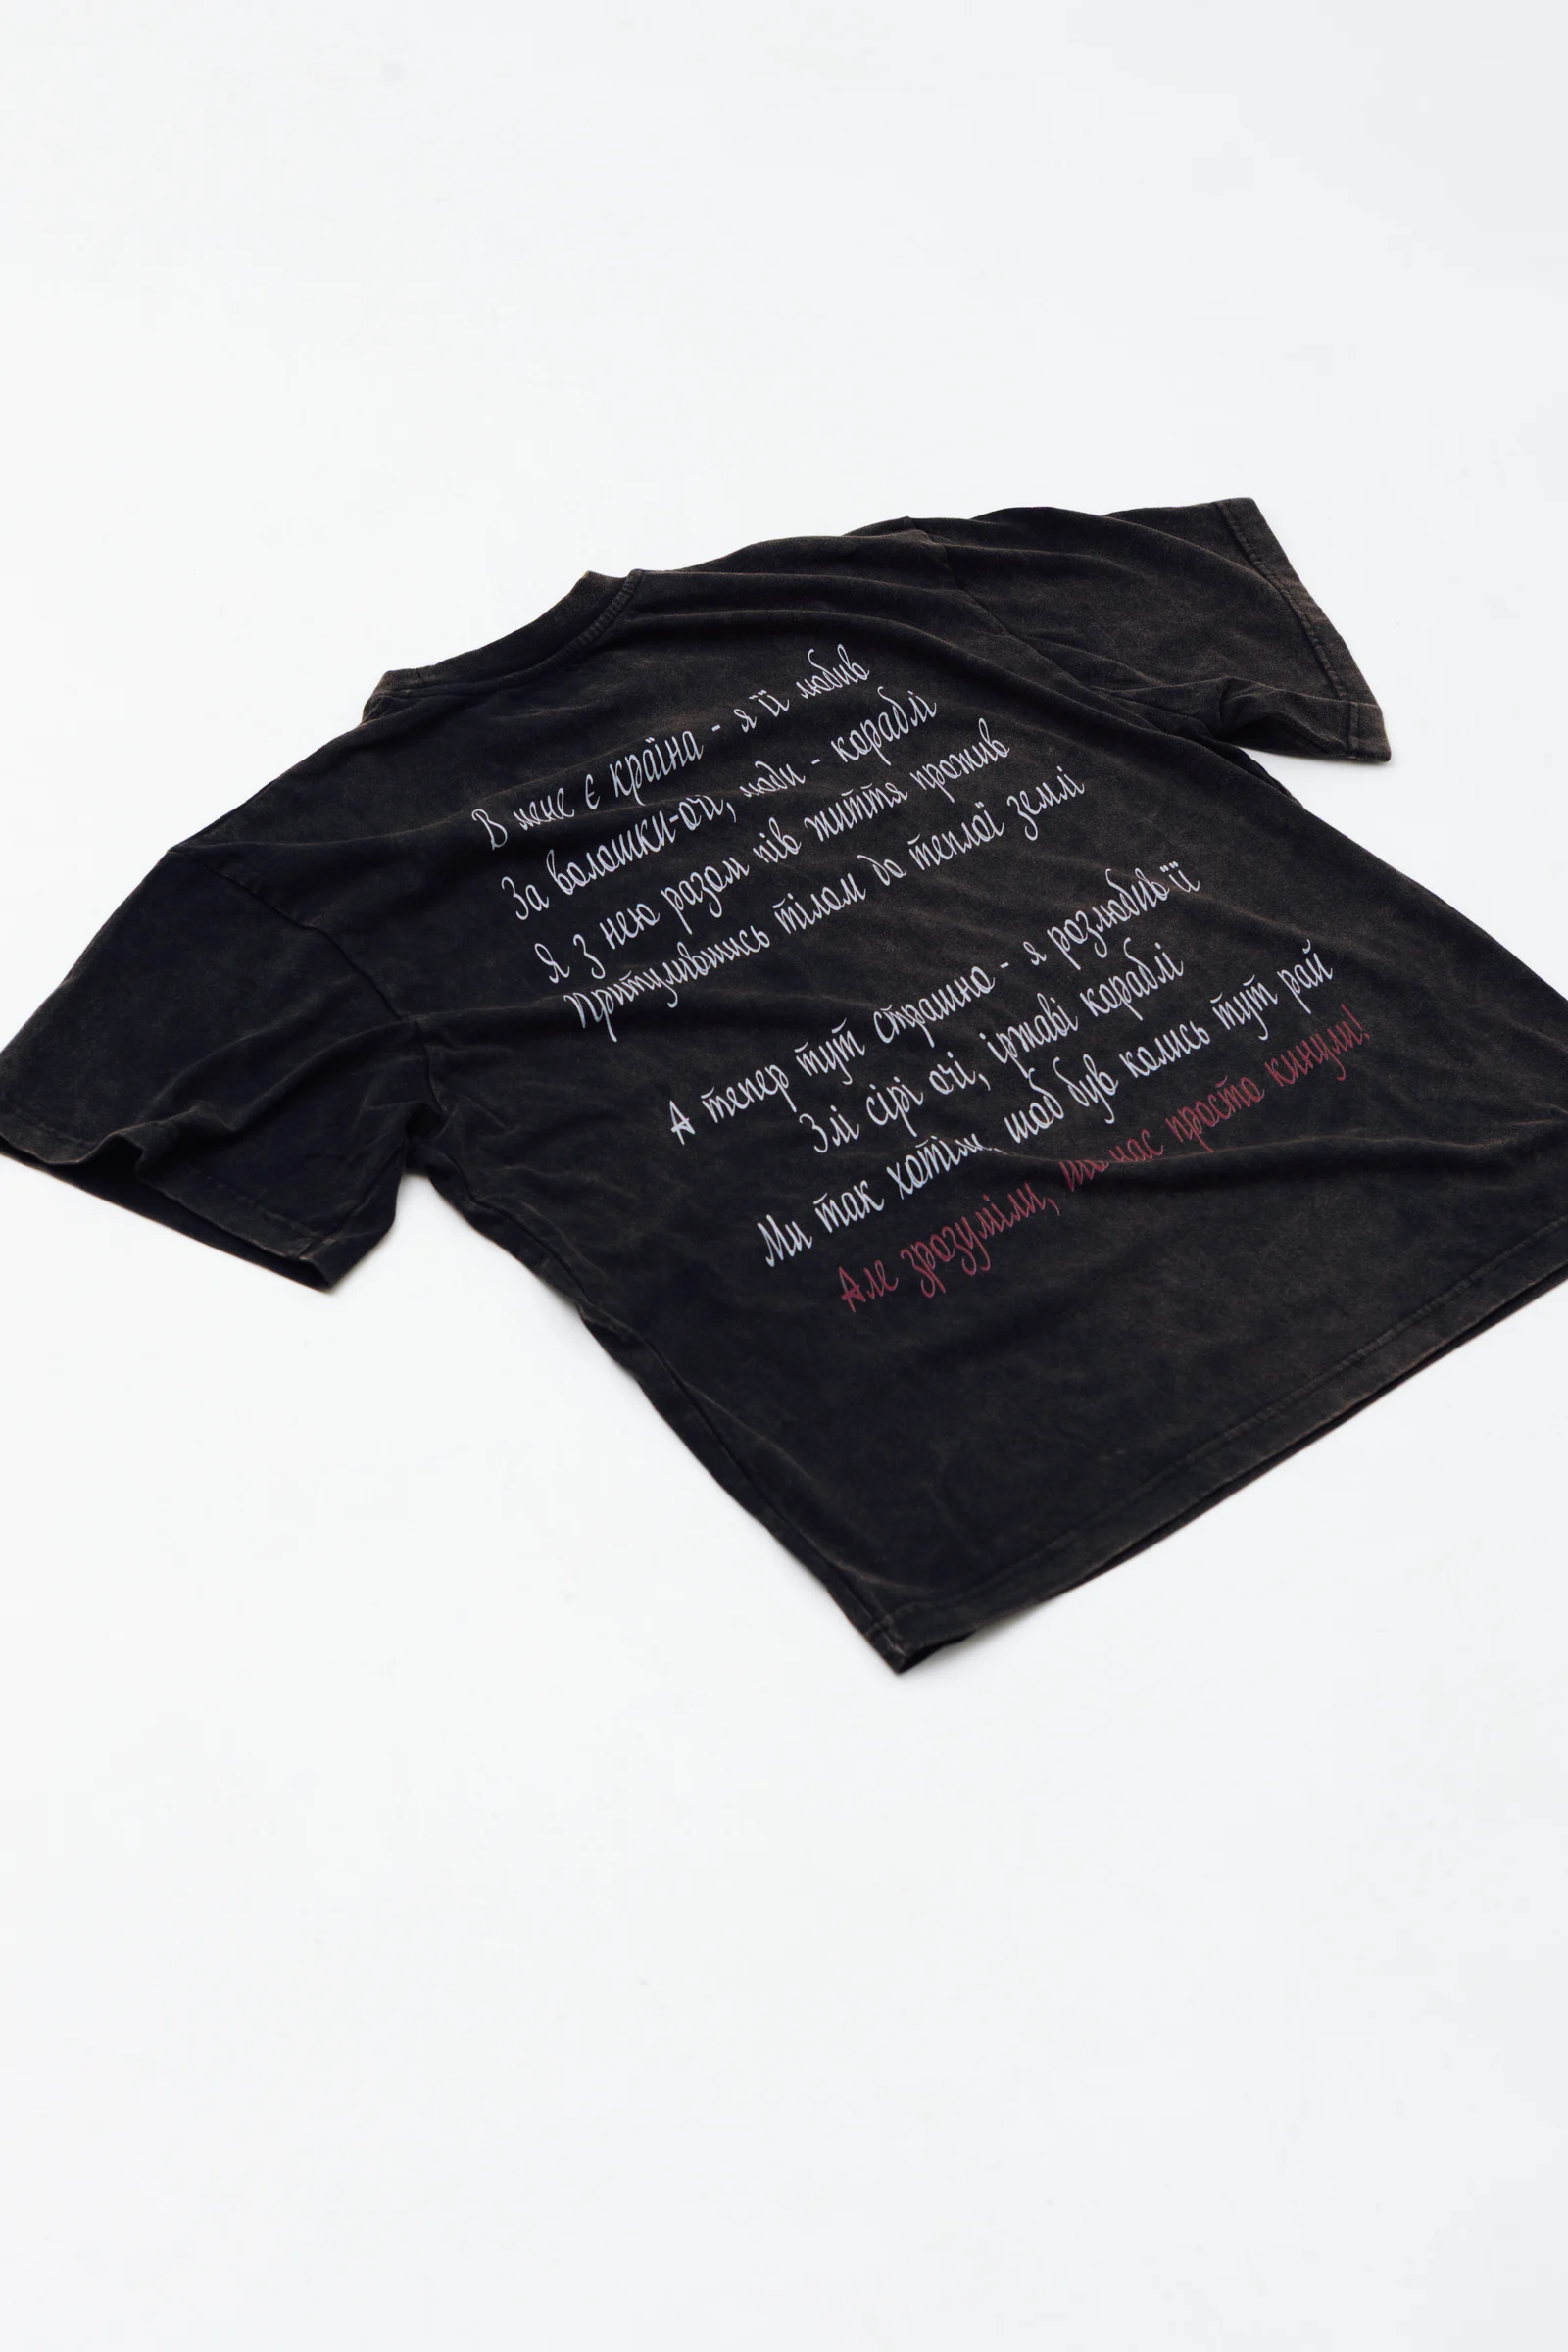 В мене є країна - я її любив
За волошки-очі, люди - кораблі
Я з нею разом пів життя прожив
Притулившись тілом до теплої землі
А тепер тут страшно - я розлюбив її
Злі сірі очі, іржаві кораблі
Ми так хотіли, щоб був колись тут рай
Але зрозуміли, що нас просто кинули!